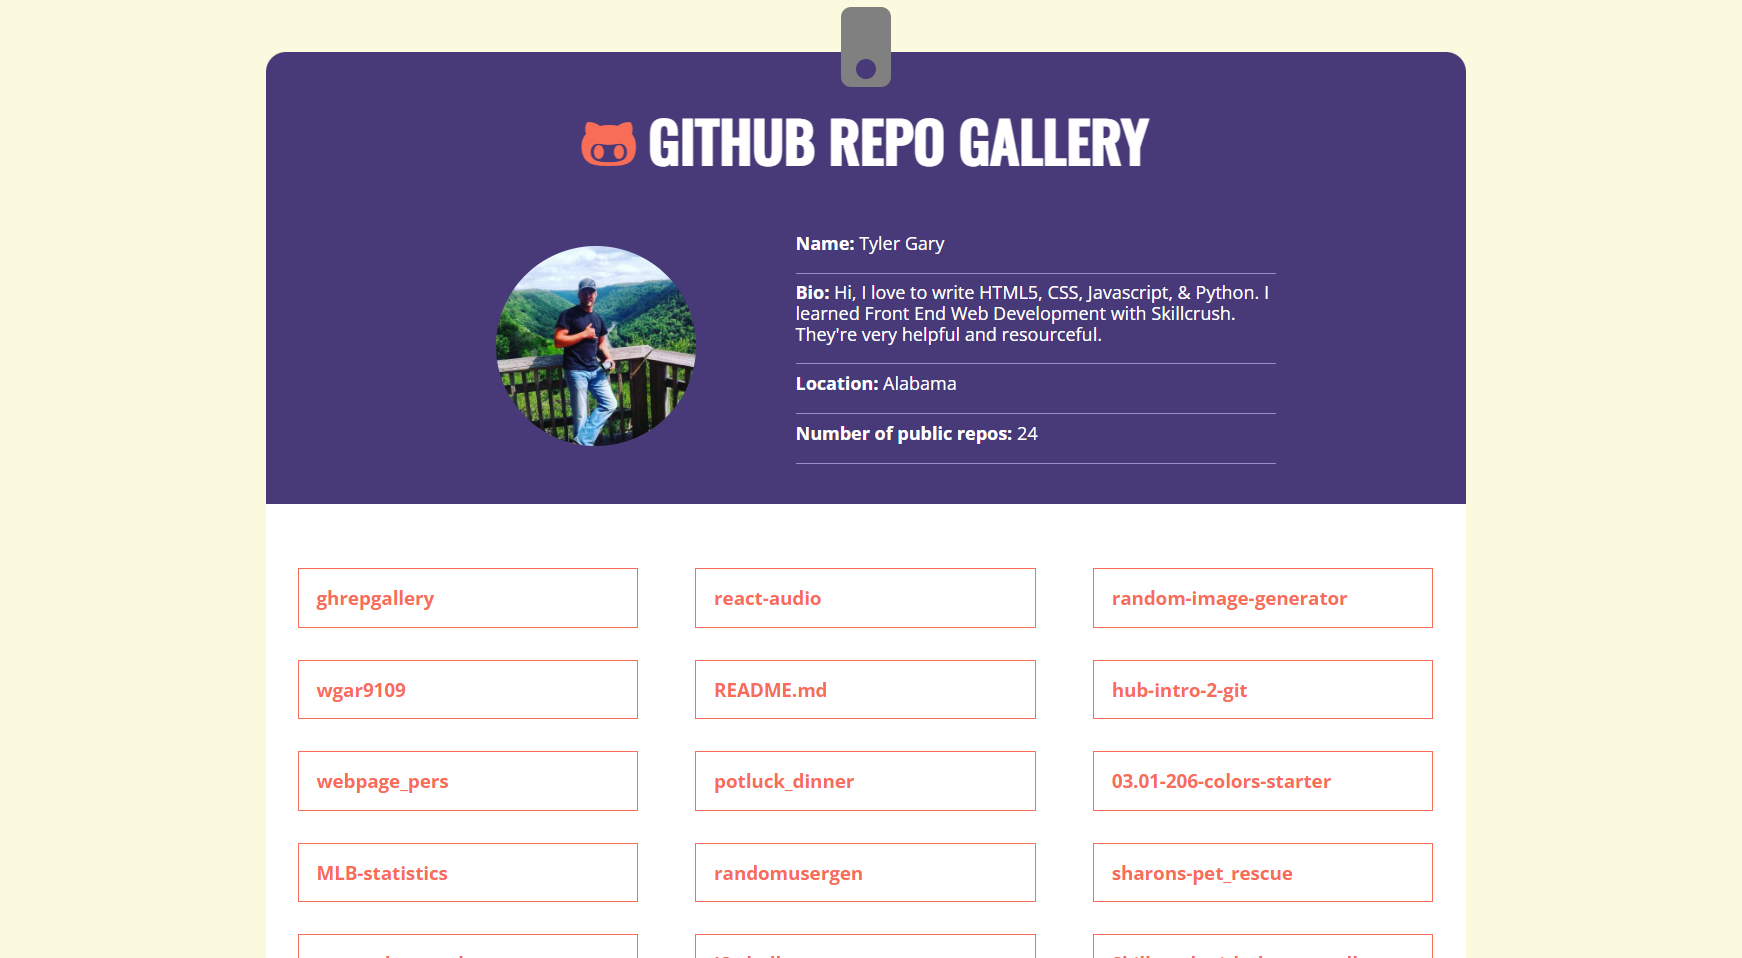 GITHUB REPO GALLERY
Name: Tyler Gary
Bio: Hi, I love to write HTML5, CSS, Javascript, & Python. I
learned Front End Web Development with Skillcrush.
They're very helpful and resourceful.
Location: Alabama
Number of public repos: 24
ghrepgallery
react-audio
random-image-generator
wgar9109
README.md
hub-intro-2-git
webpage_pers
potluck_dinner
03.01-206-colors-starter
MLB-statistics
randomusergen
sharons-pet_rescue